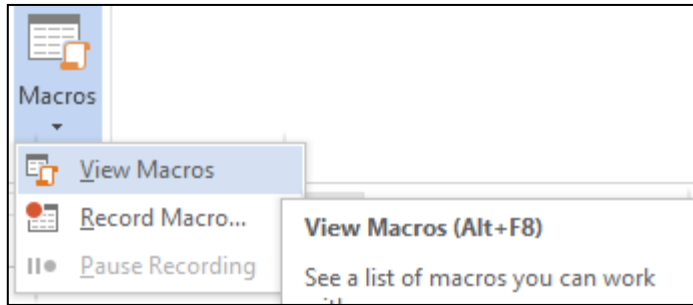 Macros
View Macros
Record Macro...
View Macros (Alt+F8)
Pause Recording
See a list of macros you can work